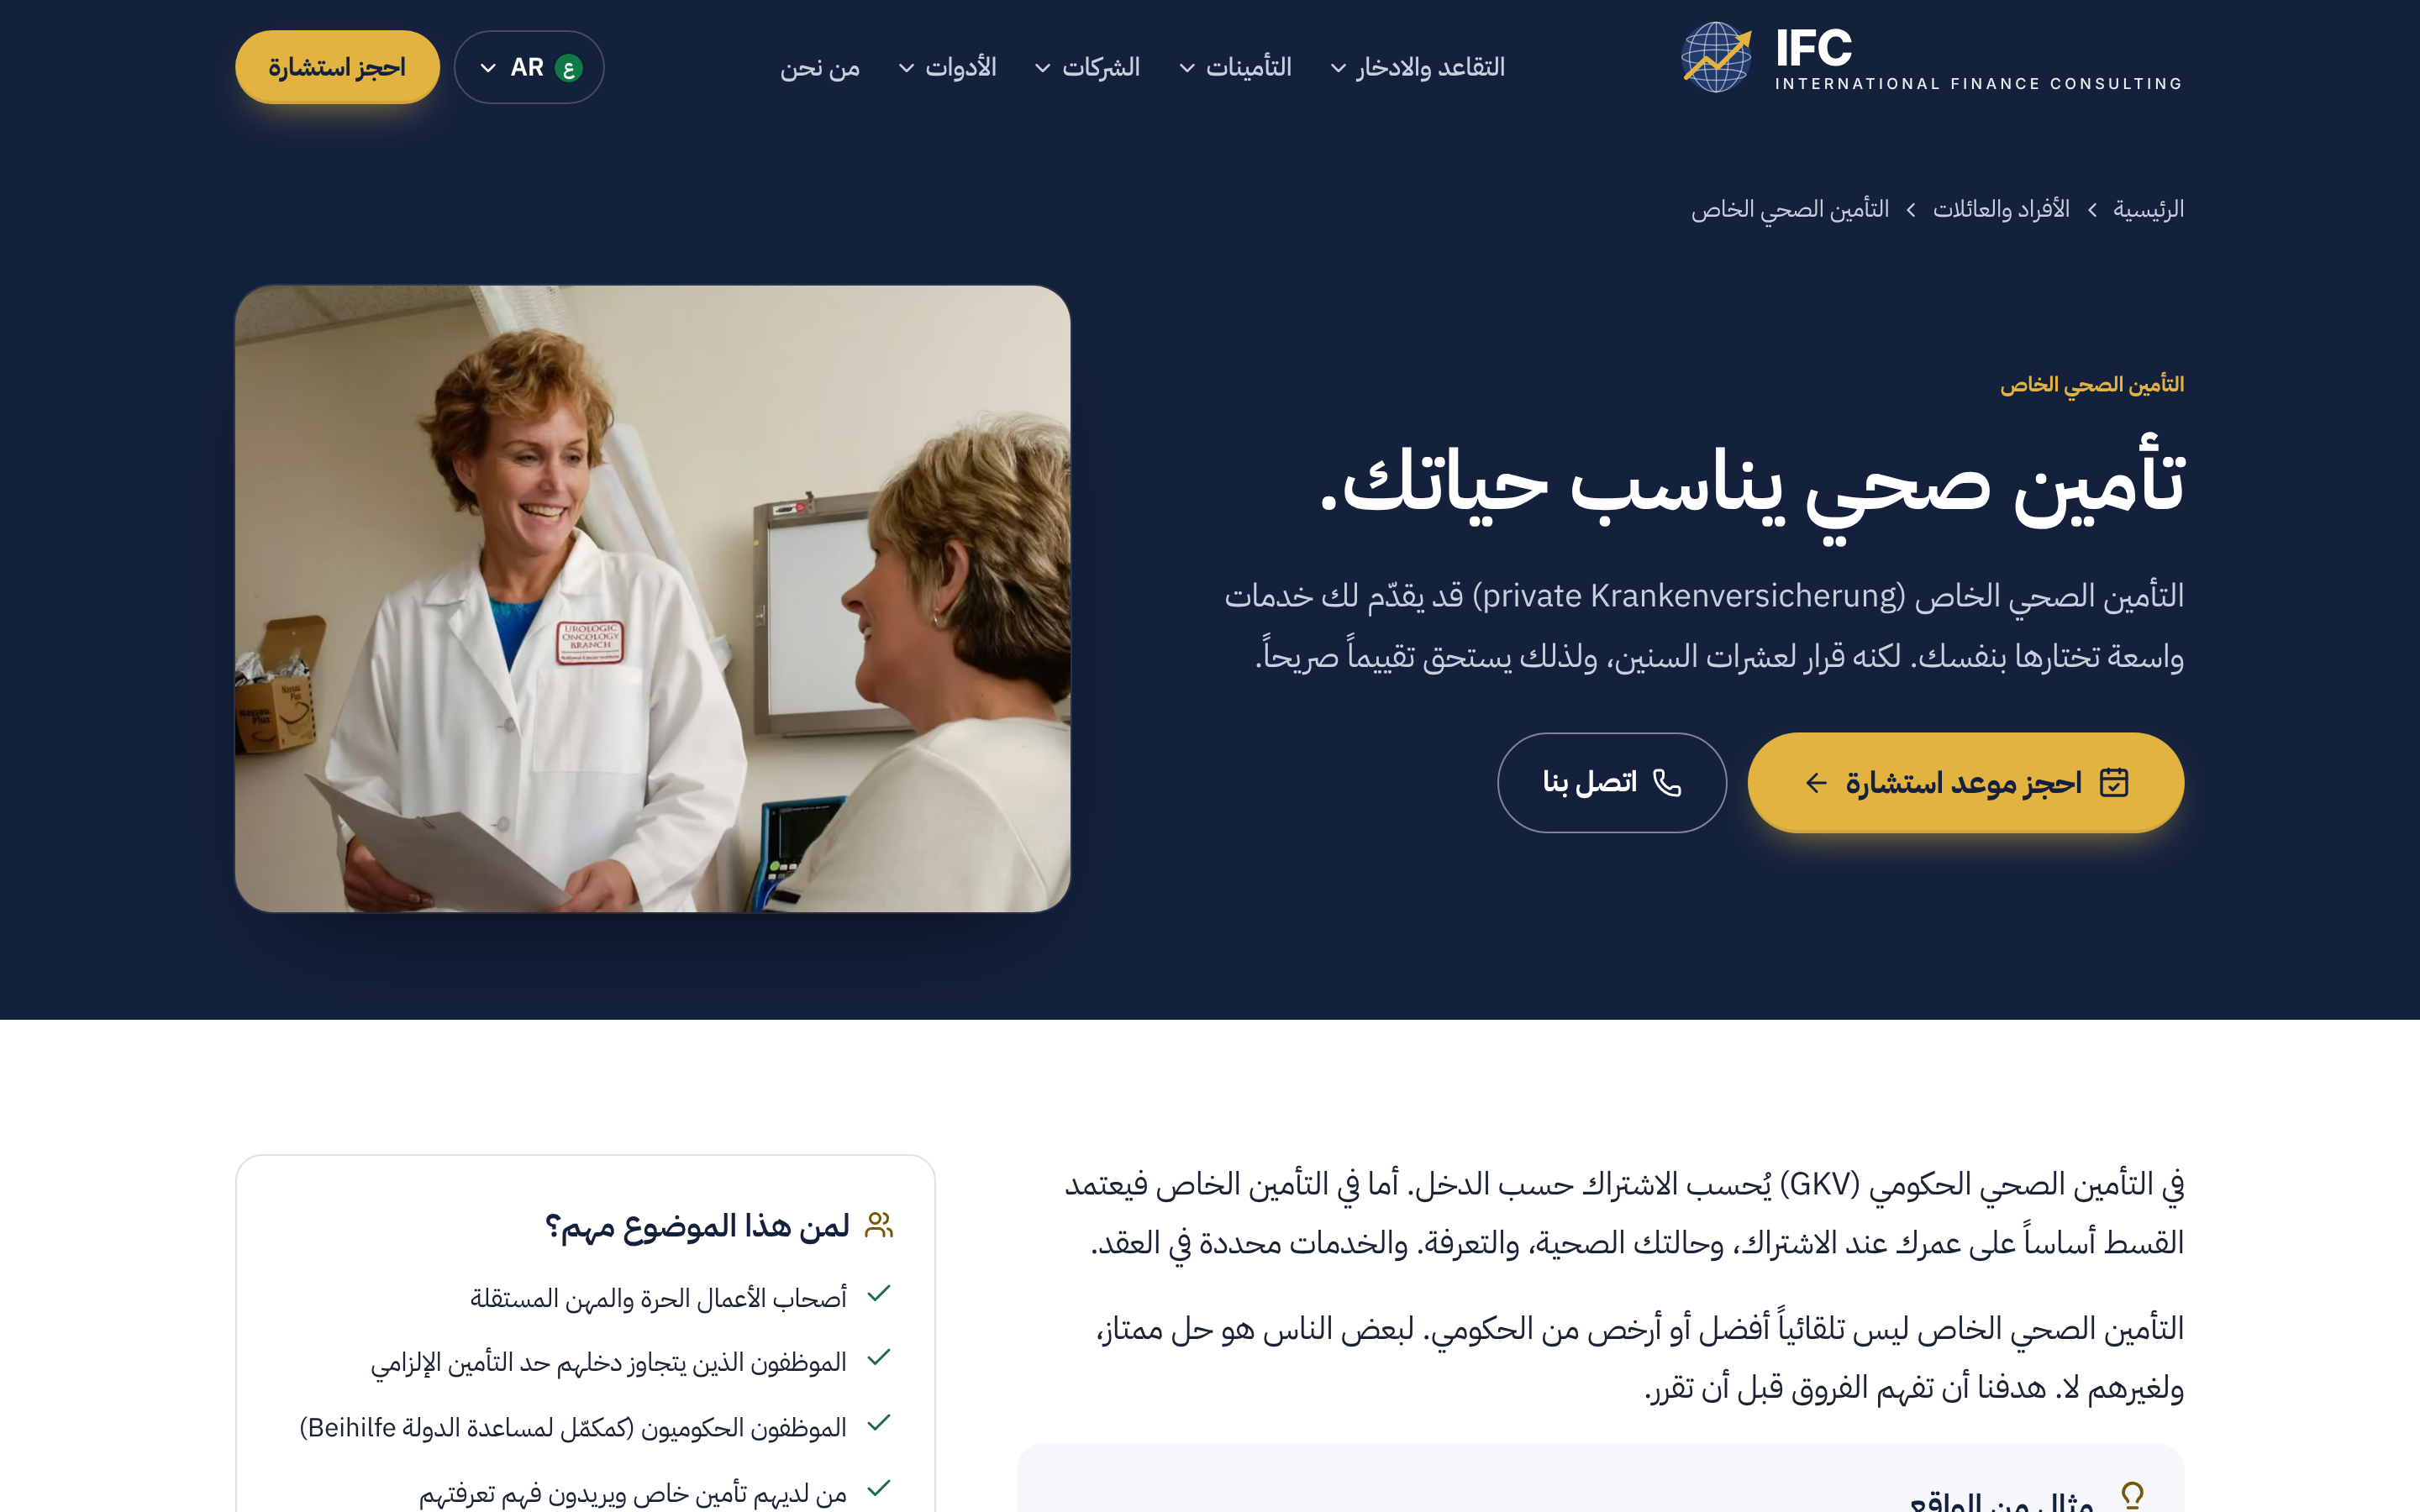 IFC
INTERNATIONAL FINANCE CONSULTING
التقاعد والادخار
التأمينات
الشركات
الأدوات
من نحن
ع AR
احجز استشارة
الرئيسية
الأفراد والعائلات
التأمين الصحي الخاص
التأمين الصحي الخاص
تأمين صحي يناسب حياتك.
التأمين الصحي الخاص (private Krankenversicherung) قد يقدّم لك خدمات
واسعة تختارها بنفسك. لكنه قرار لعشرات السنين، ولذلك يستحق تقييماً صريحاً.
احجز موعد استشارة
اتصل بنا
UROLOGIC
ONCOLOGY
BRANCH
National Cancer Institute
Nassau
Plus
Nassau
Plus
في التأمين الصحي الحكومي (GKV) يُحسب الاشتراك حسب الدخل. أما في التأمين الخاص فيعتمد
القسط أساساً على عمرك عند الاشتراك، وحالتك الصحية، والتعرفة. والخدمات محددة في العقد.
التأمين الصحي الخاص ليس تلقائياً أفضل أو أرخص من الحكومي. لبعض الناس هو حل ممتاز،
ولغيرهم لا. هدفنا أن تفهم الفروق قبل أن تقرر.
مثال من الواقع
لمن هذا الموضوع مهم؟
أصحاب الأعمال الحرة والمهن المستقلة
الموظفون الذين يتجاوز دخلهم حد التأمين الإلزامي
الموظفون الحكوميون (كمكمّل لمساعدة الدولة Beihilfe)
من لديهم تأمين خاص ويريدون فهم تعرفتهم